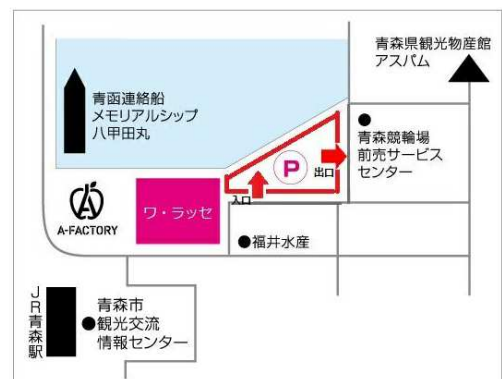 青森県観光物産館
アスパム
青函連絡船
メモリアルシップ
八甲田丸
青森競輪場
前売サービス
センター
P
出口
入口
A-FACTORY
ワ・ラッセ
●福井水産
JR青森駅
青森市
●観光交流
情報センター